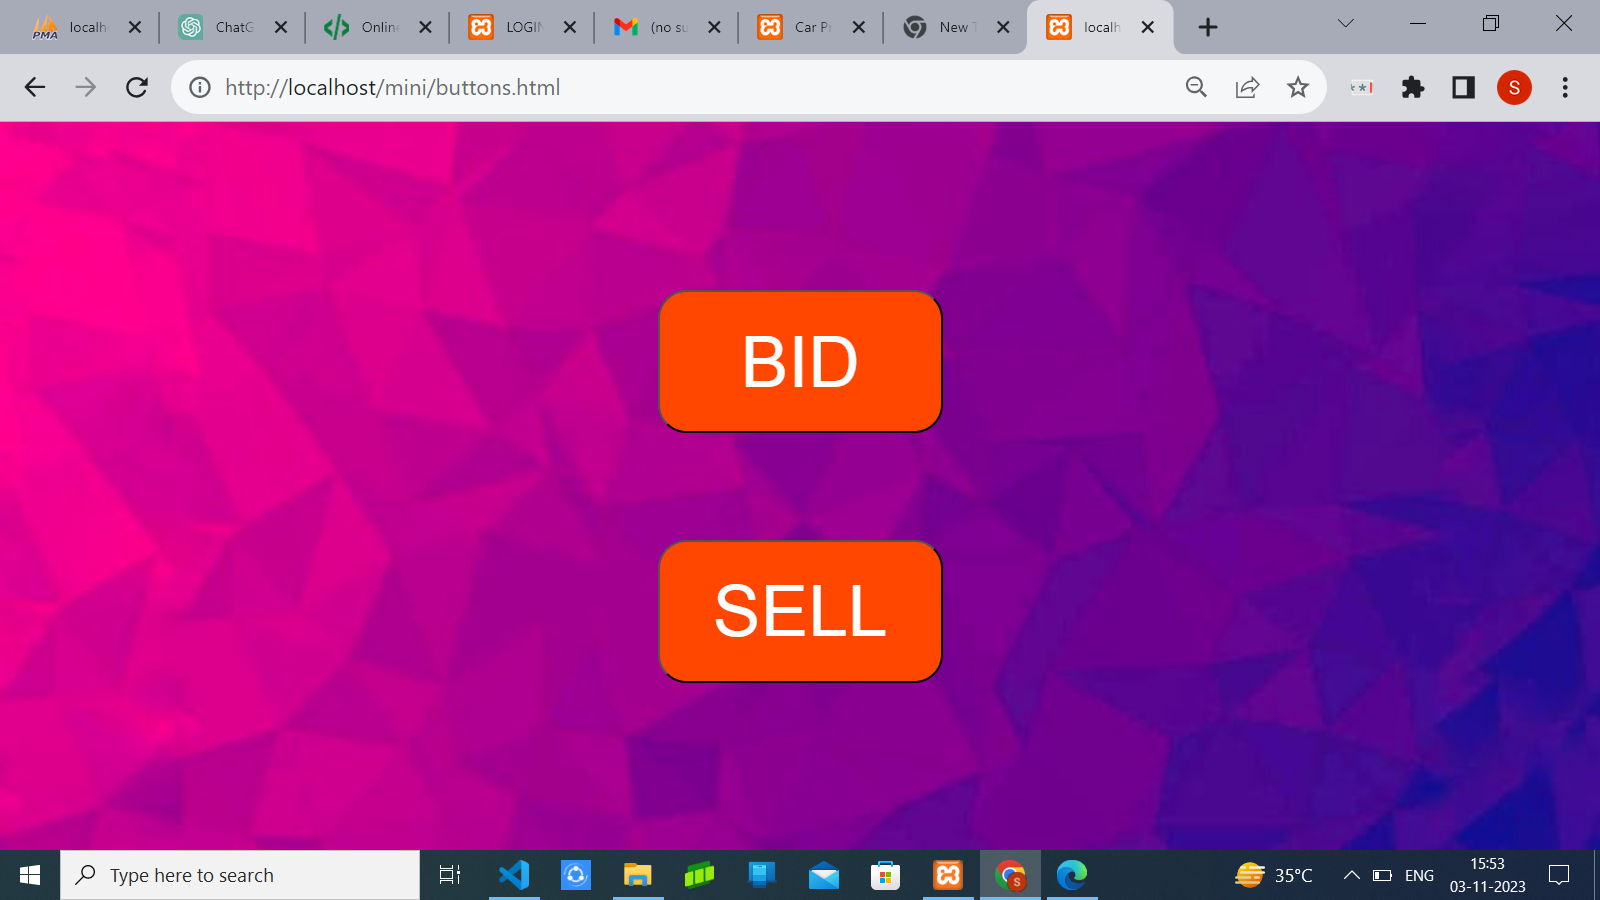 PMA
localh
ChatG
Online
LOGIN
(no su
Car Pr
New T
localh
http://localhost/mini/buttons.html
S
BID
SELL
Type here to search
S
35°C
ENG
15:53
03-11-2023